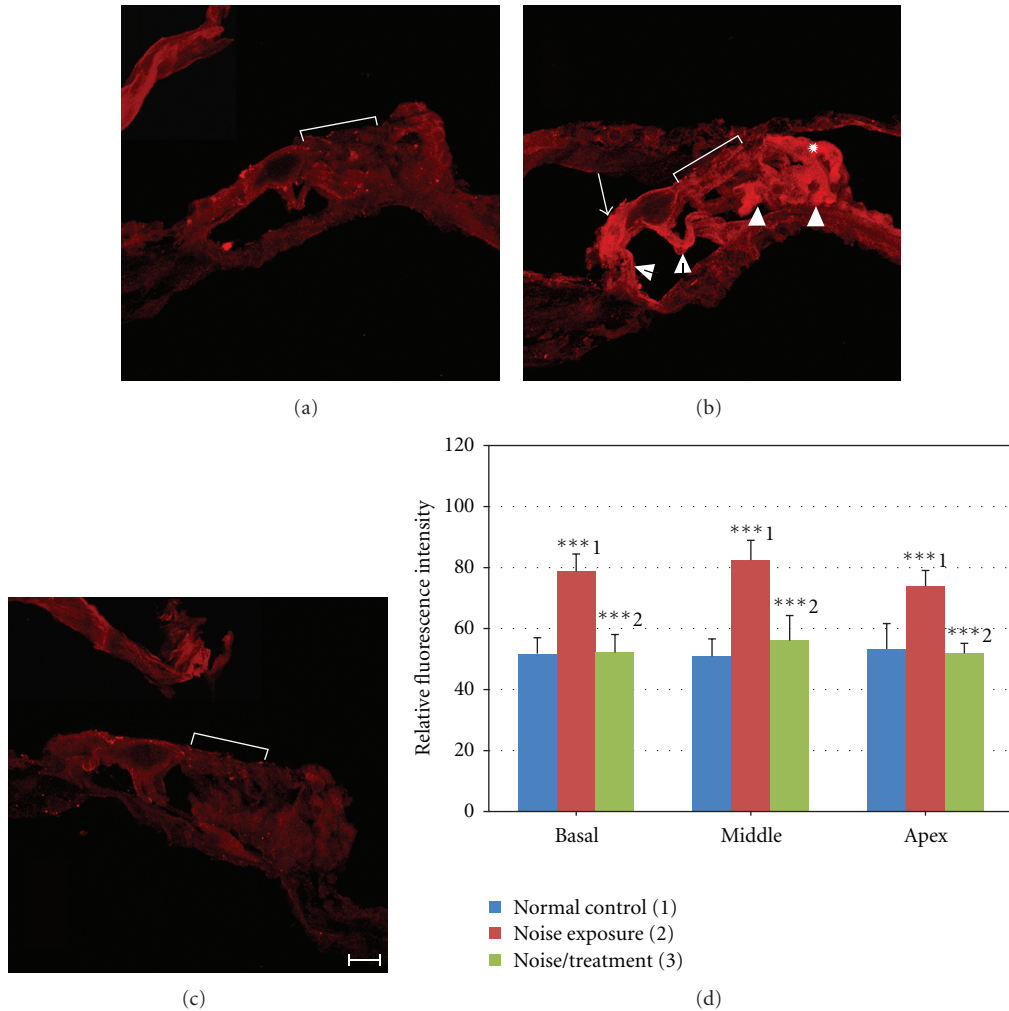 (a)
(b)
120
100
80
60
40
20
0
Relative fluorescence intensity
***1
***2
***1
***2
***1
***2
Basal
Middle
Apex
Normal control (1)
Noise exposure (2)
Noise/treatment (3)
(c)
(d)